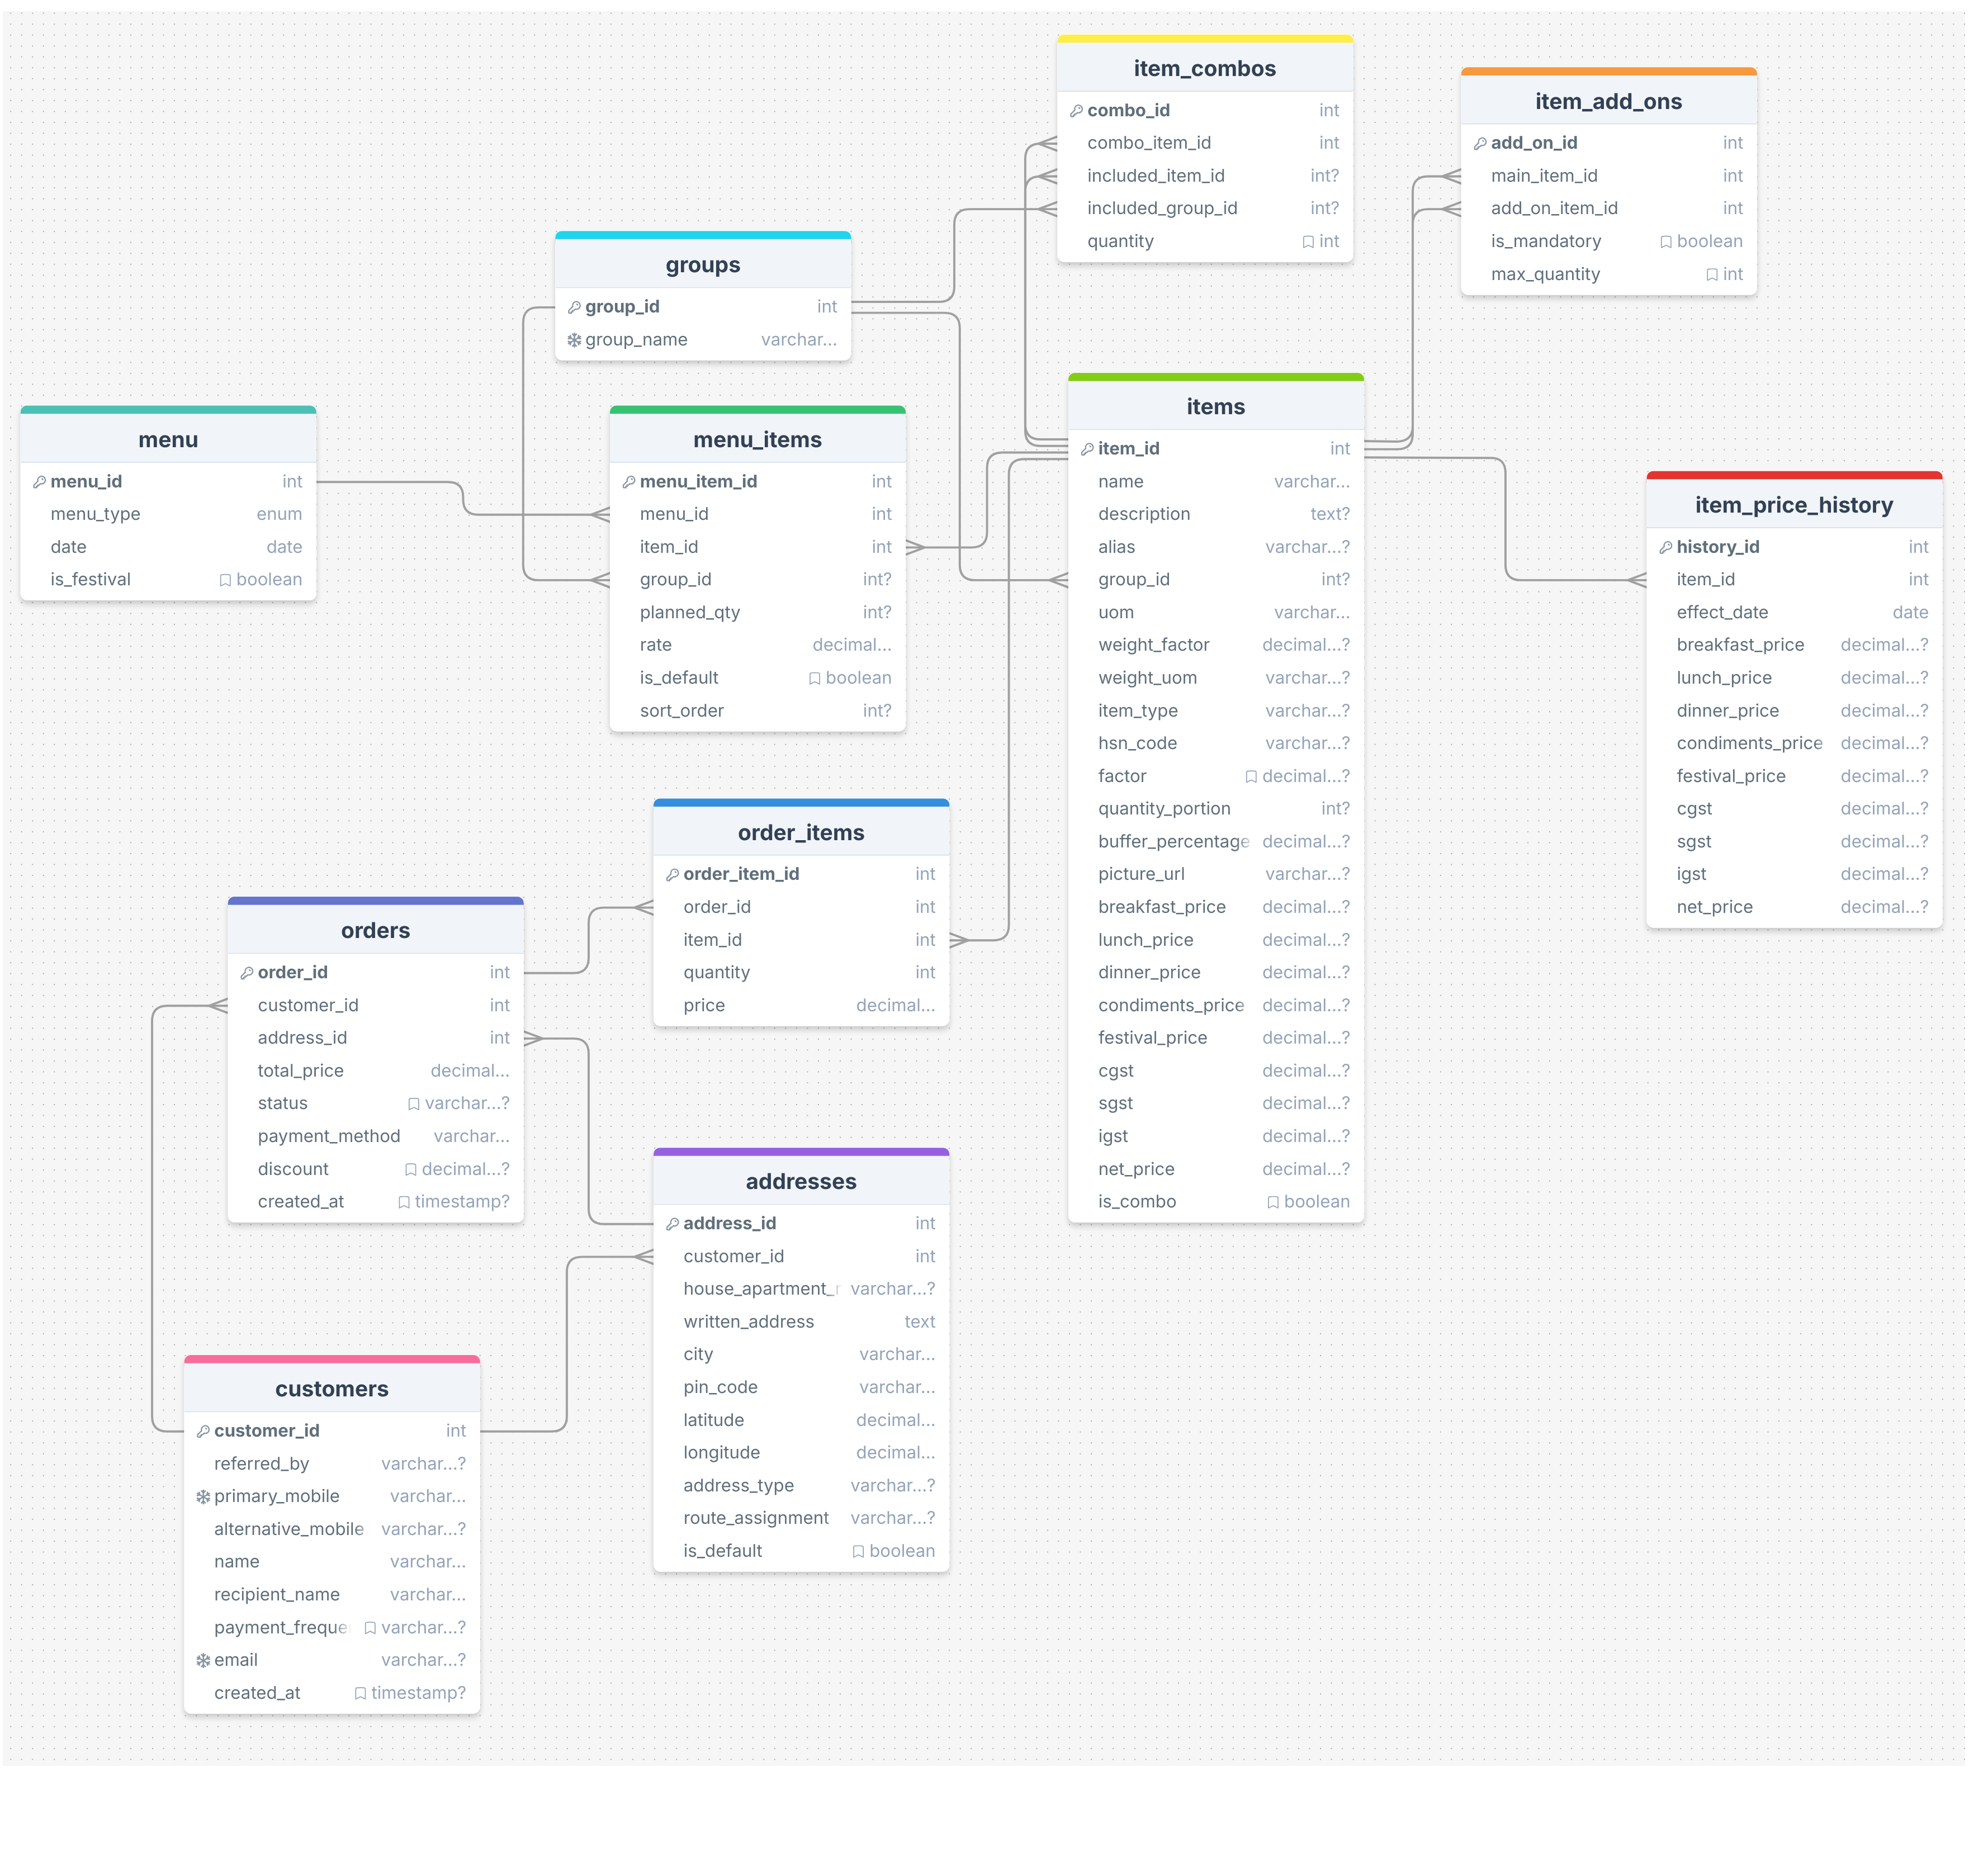 item_combos
combo_id int
combo_item_id int
included_item_id int?
included_group_id int?
quantity int
item_add_ons
add_on_id int
main_item_id int
add_on_item_id int
is_mandatory boolean
max_quantity int
groups
group_id int
group_name varchar...
menu
menu_id int
menu_type enum
date date
is_festival boolean
menu_items
menu_item_id int
menu_id int
item_id int
group_id int?
planned_qty int?
rate decimal...
is_default boolean
sort_order int?
items
item_id int
name varchar...
description text?
alias varchar...?
group_id int?
uom varchar...
weight_factor decimal...?
weight_uom varchar...?
item_type varchar...?
hsn_code varchar...?
factor decimal...?
quantity_portion int?
buffer_percentage decimal...?
picture_url varchar...?
breakfast_price decimal...?
lunch_price decimal...?
dinner_price decimal...?
condiments_price decimal...?
festival_price decimal...?
cgst decimal...?
sgst decimal...?
igst decimal...?
net_price decimal...?
is_combo boolean
item_price_history
history_id int
item_id int
effect_date date
breakfast_price decimal...?
lunch_price decimal...?
dinner_price decimal...?
condiments_price decimal...?
festival_price decimal...?
cgst decimal...?
sgst decimal...?
igst decimal...?
net_price decimal...?
order_items
order_item_id int
order_id int
item_id int
quantity int
price decimal...
orders
order_id int
customer_id int
address_id int
total_price decimal...
status varchar...?
payment_method varchar...
discount decimal...?
created_at timestamp?
addresses
address_id int
customer_id int
house_apartment_ varchar...?
written_address text
city varchar...
pin_code varchar...
latitude decimal...
longitude decimal...
address_type varchar...?
route_assignment varchar...?
is_default boolean
customers
customer_id int
referred_by varchar...?
primary_mobile varchar...
alternative_mobile varchar...?
name varchar...
recipient_name varchar...
payment_freque varchar...?
email varchar...?
created_at timestamp?